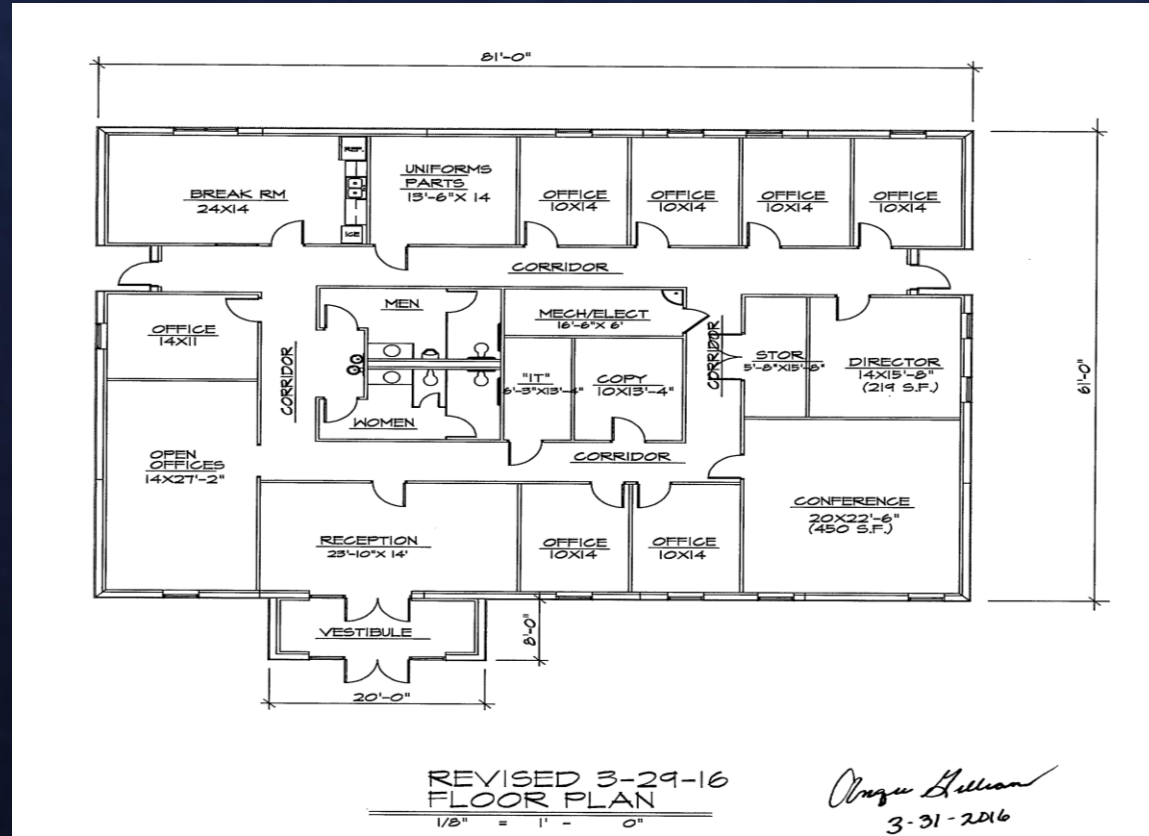 81'-0"
REF.
BREAK RM
24X14
UNIFORMS
PARTS
13'-6"X 14
OFFICE
10X14
OFFICE
10X14
OFFICE
10X14
OFFICE
10X14
ICE
CORRIDOR
MEN
MECH/ELECT
16'-6"X 6'
OFFICE
14X11
CORRIDOR
CORRIDOR
STOR
5'-8"X15'-8"
DIRECTOR
14X15'-8"
(219 S.F.)
"IT"
6'-3"X13'-4"
COPY
10X13'-4"
61'-0"
WOMEN
OPEN
OFFICES
14X27'-2"
CORRIDOR
CONFERENCE
20X22'-6"
(450 S.F.)
RECEPTION
23'-10"X 14'
OFFICE
10X14
OFFICE
10X14
VESTIBULE
8'-0"
20'-0"
REVISED 3-29-16
FLOOR PLAN
1/8" = 1' - 0"
3-31-2016